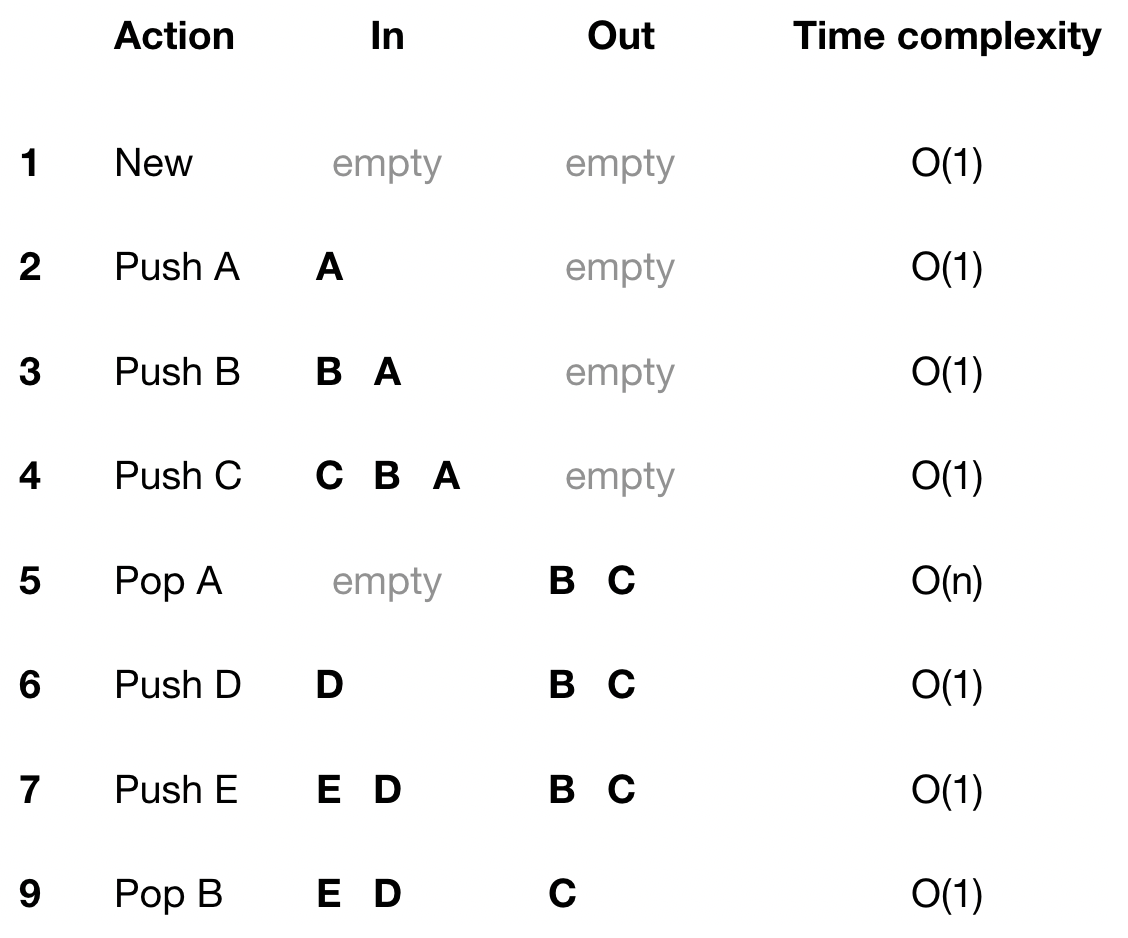 Action In Out Time complexity
1 New empty empty O(1)
2 Push A A empty O(1)
3 Push B B A empty O(1)
4 Push C C B A empty O(1)
5 Pop A empty B C O(n)
6 Push D D B C O(1)
7 Push E E D B C O(1)
9 Pop B E D C O(1)